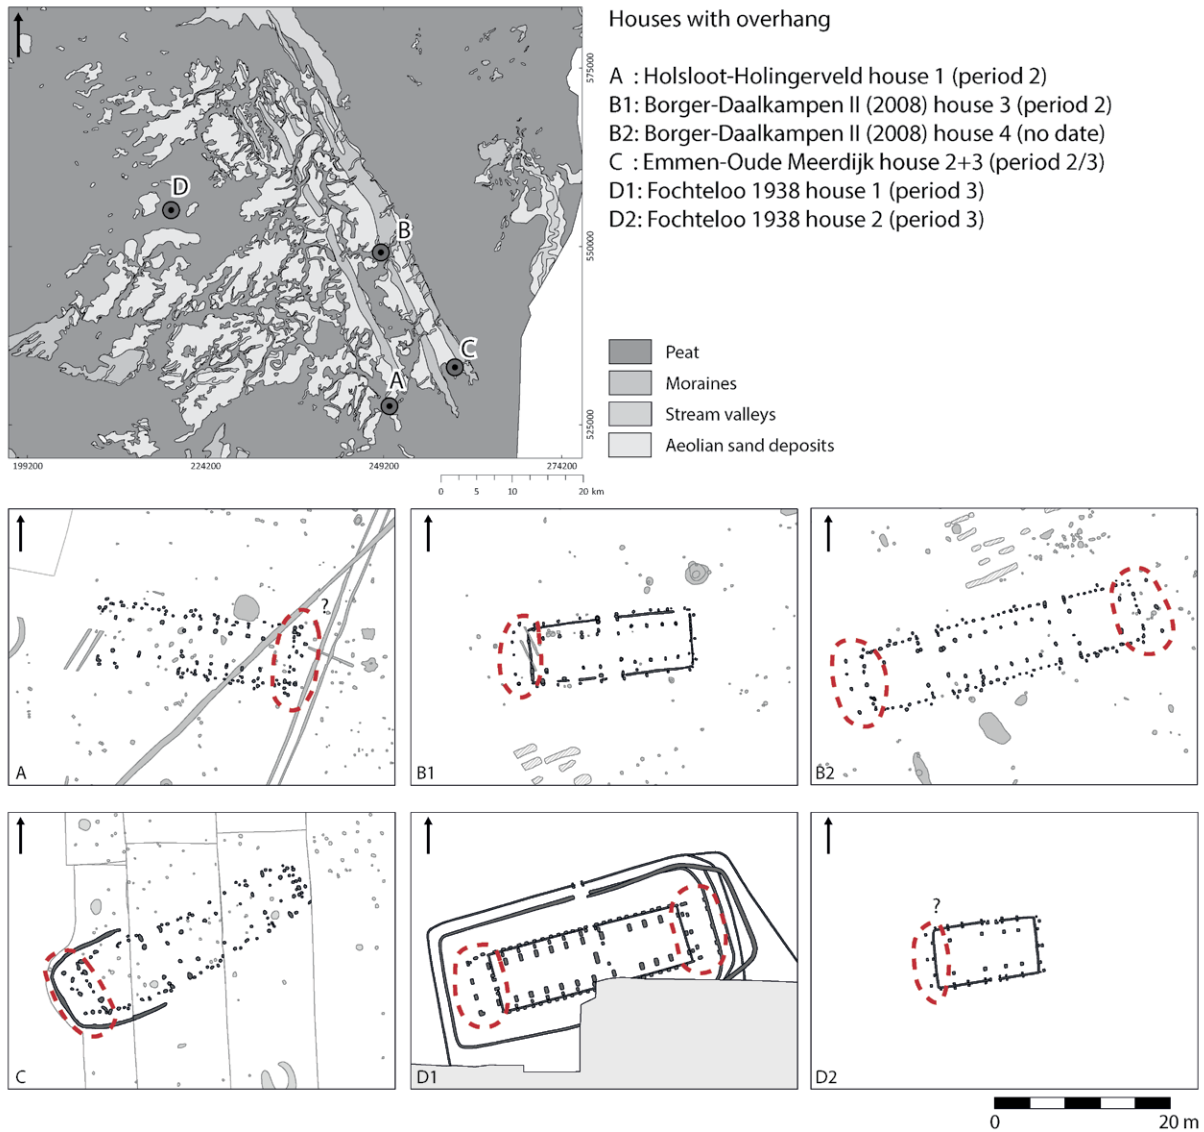 Houses with overhang
A : Holsloot-Holingerveld house 1 (period 2)
B1: Borger-Daalkampen II (2008) house 3 (period 2)
B2: Borger-Daalkampen II (2008) house 4 (no date)
C : Emmen-Oude Meerdijk house 2+3 (period 2/3)
D1: Fochteloo 1938 house 1 (period 3)
D2: Fochteloo 1938 house 2 (period 3)
575000
D
B
550000
C
A
525000
Peat
Moraines
Stream valleys
Aeolian sand deposits
199200 224200 249200 274200
0 5 10 20 km
?
A
B1
B2
?
C
D1
D2
0 20 m